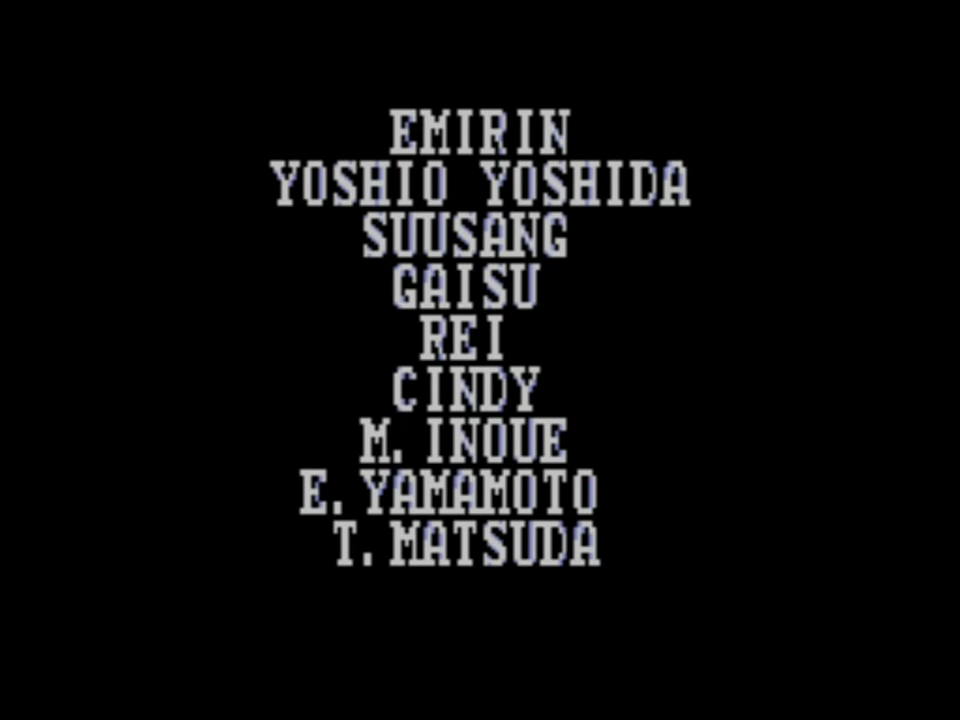 EMIRIN
YOSHIO YOSHIDA
SUUSANG
GAISU
REI
CINDY
M. INOUE
E. YAMAMOTO
T. MATSUDA